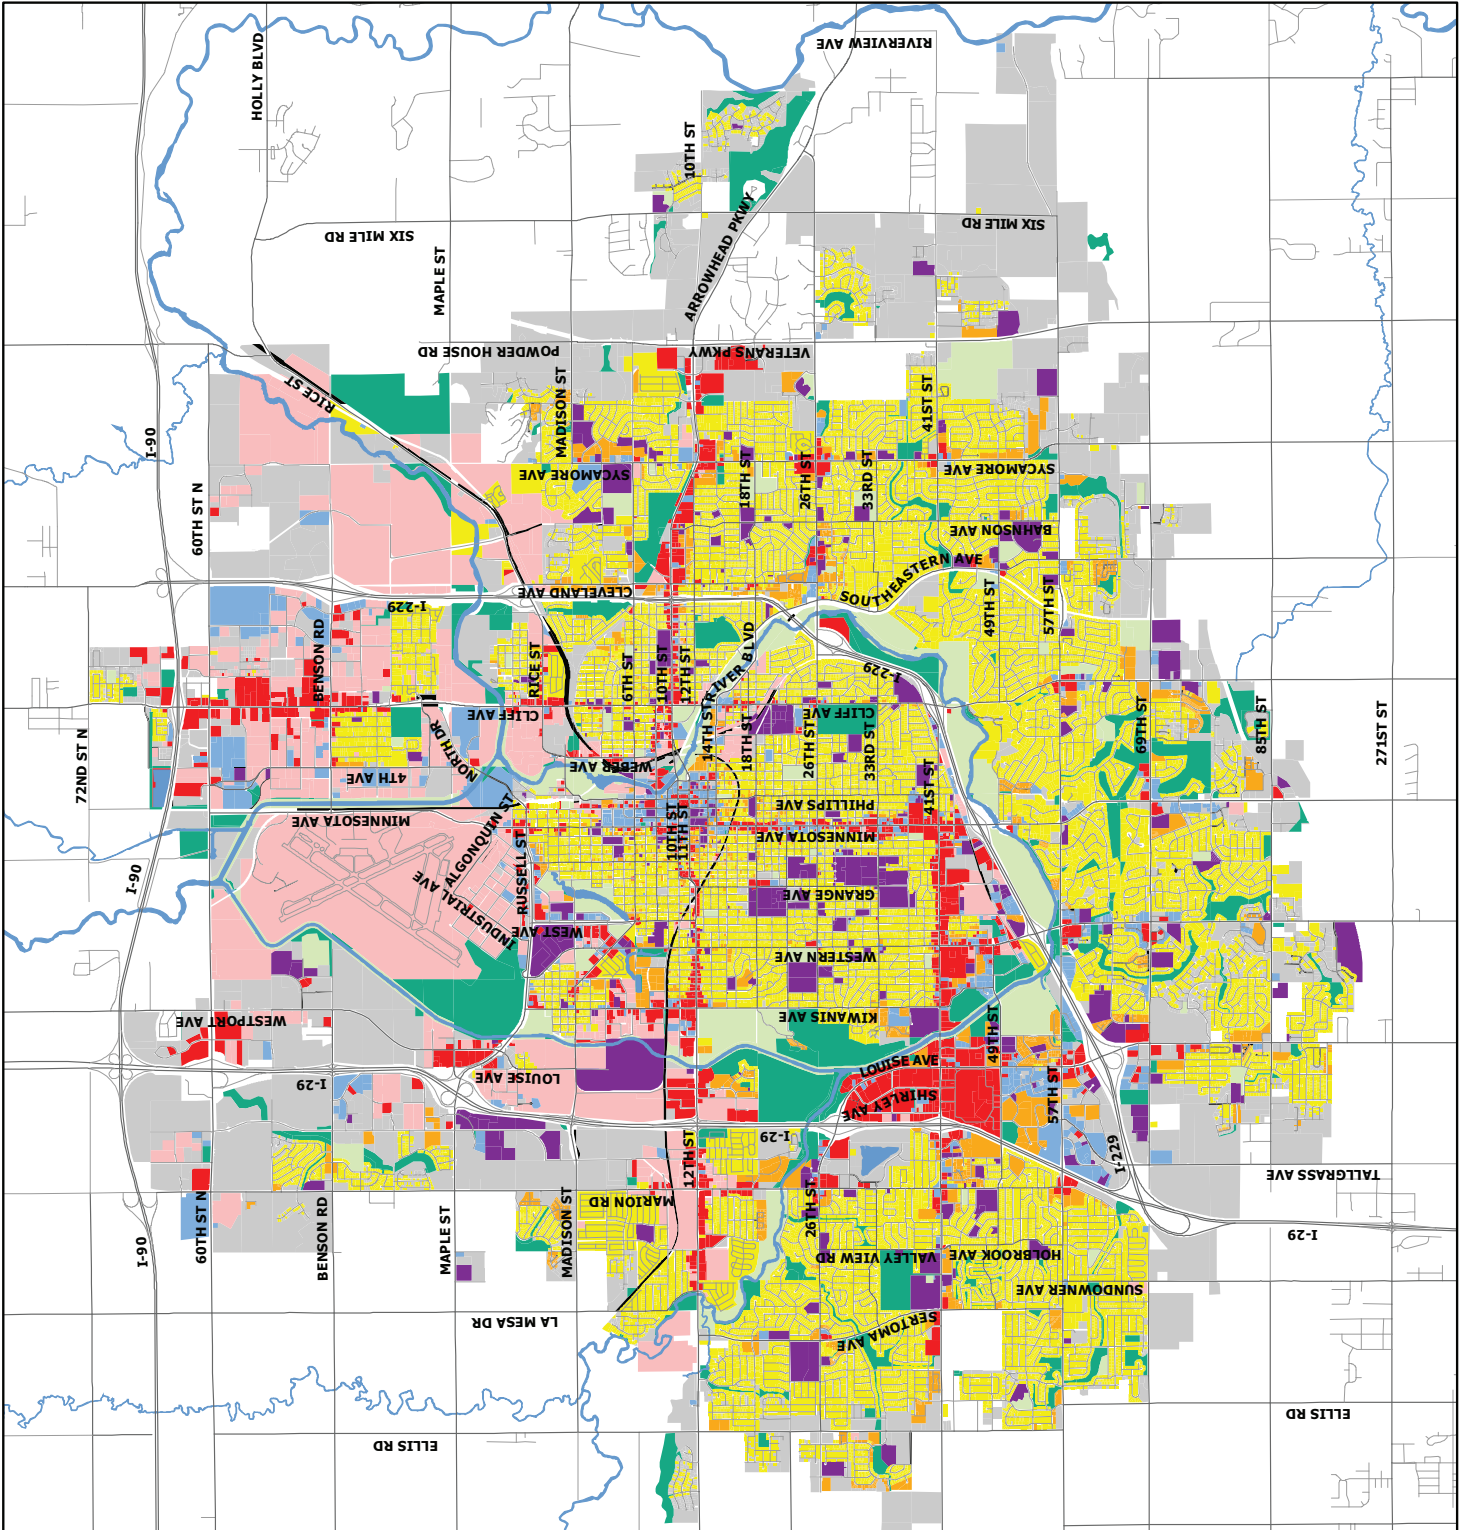 RIVERVIEW AVE
HOLLY BLVD
10TH ST
SIX MILE RD
SIX MILE RD
MAPLE ST
ARROWHEAD PKWY
POWDER HOUSE RD
VETERANS PKWY
RICE ST
MADISON ST
41ST ST
I-90
SYCAMORE AVE
18TH ST
26TH ST
33RD ST
SYCAMORE AVE
60TH ST N
BAHNSON AVE
SOUTHEASTERN AVE
I-229
CLEVELAND AVE
49TH ST
57TH ST
BENSON RD
RICE ST
6TH ST
10TH ST
12TH ST
RIVER BLVD
I-229
CLIFF AVE
14TH ST
CLIFF AVE
69TH ST
85TH ST
271ST ST
72ND ST N
NORTH DR
4TH AVE
WEBER AVE
18TH ST
26TH ST
33RD ST
41ST ST
PHILLIPS AVE
MINNESOTA AVE
ALGONQUIN ST
10TH ST
11TH ST
MINNESOTA AVE
I-90
INDUSTRIAL AVE
RUSSELL ST
GRANGE AVE
WEST AVE
WESTERN AVE
WESTPORT AVE
KIWANIS AVE
49TH ST
I-29
LOUISE AVE
LOUISE AVE
SHIRLEY AVE
57TH ST
I-29
12TH ST
I-229
TALLGRASS AVE
60TH ST N
BENSON RD
MAPLE ST
MADISON ST
MARION RD
26TH ST
I-90
VALLEY VIEW RD
HOLBROOK AVE
I-29
SUNDOWNER AVE
LA MESA DR
SERTOMA AVE
ELLIS RD
ELLIS RD